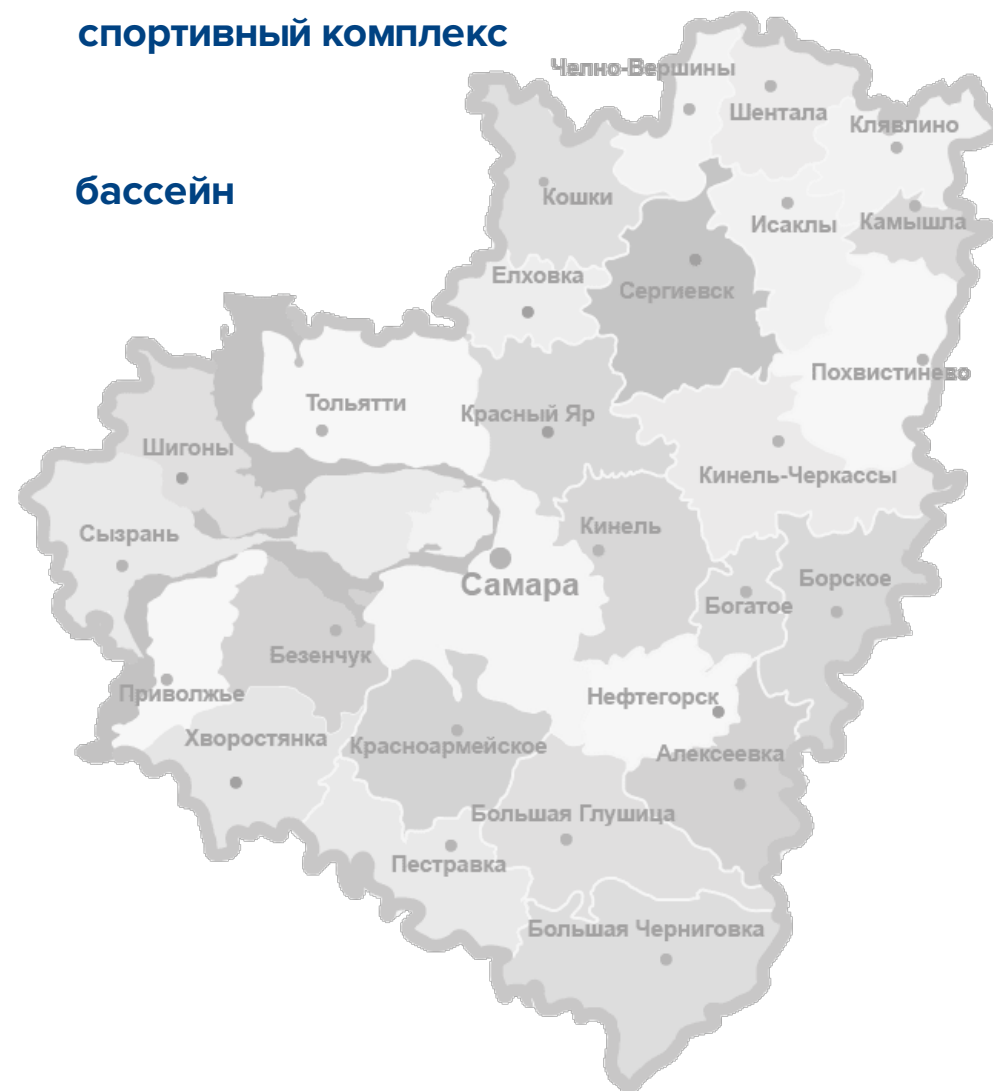 спортивный комплекс
Челно-Вершины
Шентала
Клявлино
бассейн
Кошки
Исаклы
Камышла
Елховка
Сергиевск
Похвистинево
Тольятти
Красный Яр
Шигоны
Кинель-Черкассы
Сызрань
Кинель
Самара
Богатое
Борское
Безенчук
Приволжье
Нефтегорск
Хворостянка
Красноармейское
Алексеевка
Большая Глушица
Пестравка
Большая Черниговка